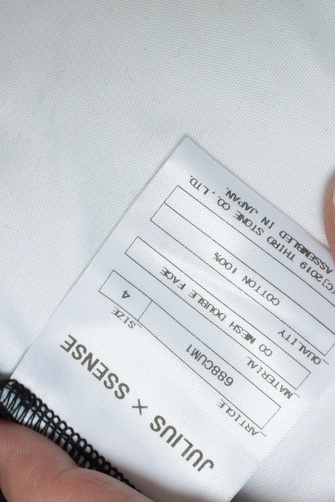 JULIUS × SSENSE
ARTICLE SIZE
688CUM1 4
MATERIAL
CO MESH DOUBLE FACE
QUALITY
COTTON 100%
(C)2019 THIRD STONE CO.,LTD.
ASSEMBLED IN JAPAN.